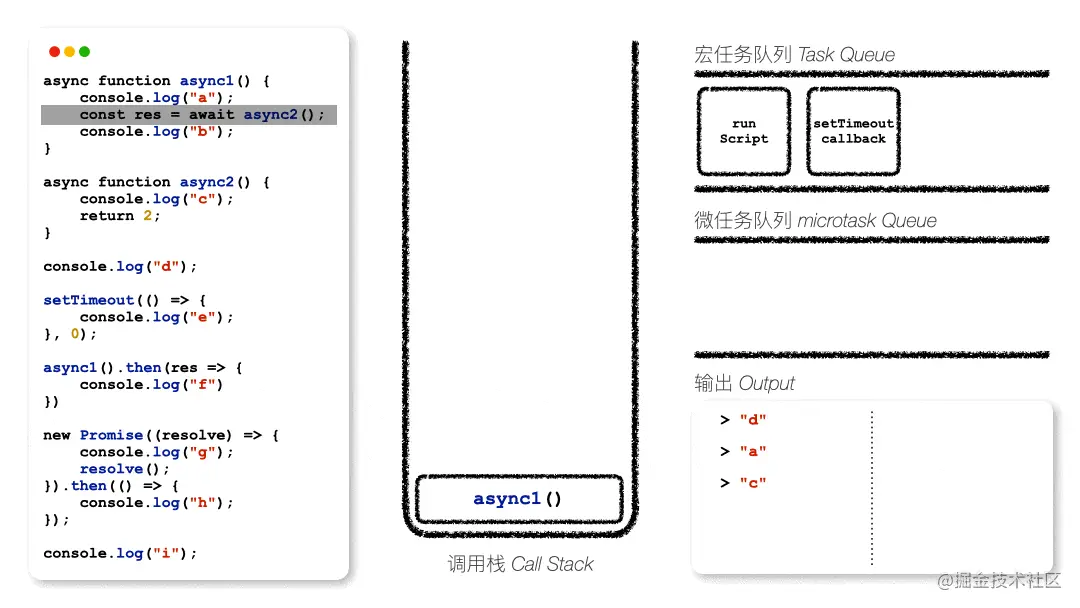 async function async1() {
    console.log("a");
    const res = await async2();
    console.log("b");
}

async function async2() {
    console.log("c");
    return 2;
}

console.log("d");

setTimeout(() => {
    console.log("e");
}, 0);

async1().then(res => {
    console.log("f")
})

new Promise((resolve) => {
    console.log("g");
    resolve();
}).then(() => {
    console.log("h");
});

console.log("i");
async1()
调用栈 Call Stack
宏任务队列 Task Queue
run
Script
setTimeout
callback
微任务队列 microtask Queue
输出 Output
> "d"
> "a"
> "c"
@掘金技术社区